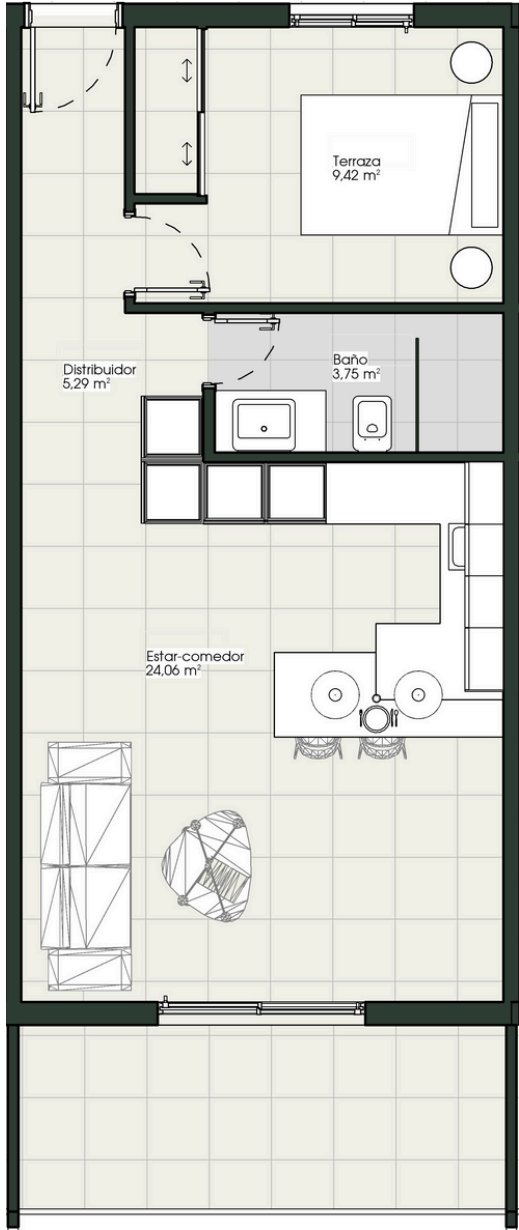 Terraza
9,42 m²
Baño
3,75 m²
Distribuidor
5,29 m²
Estar-comedor
24,06 m²